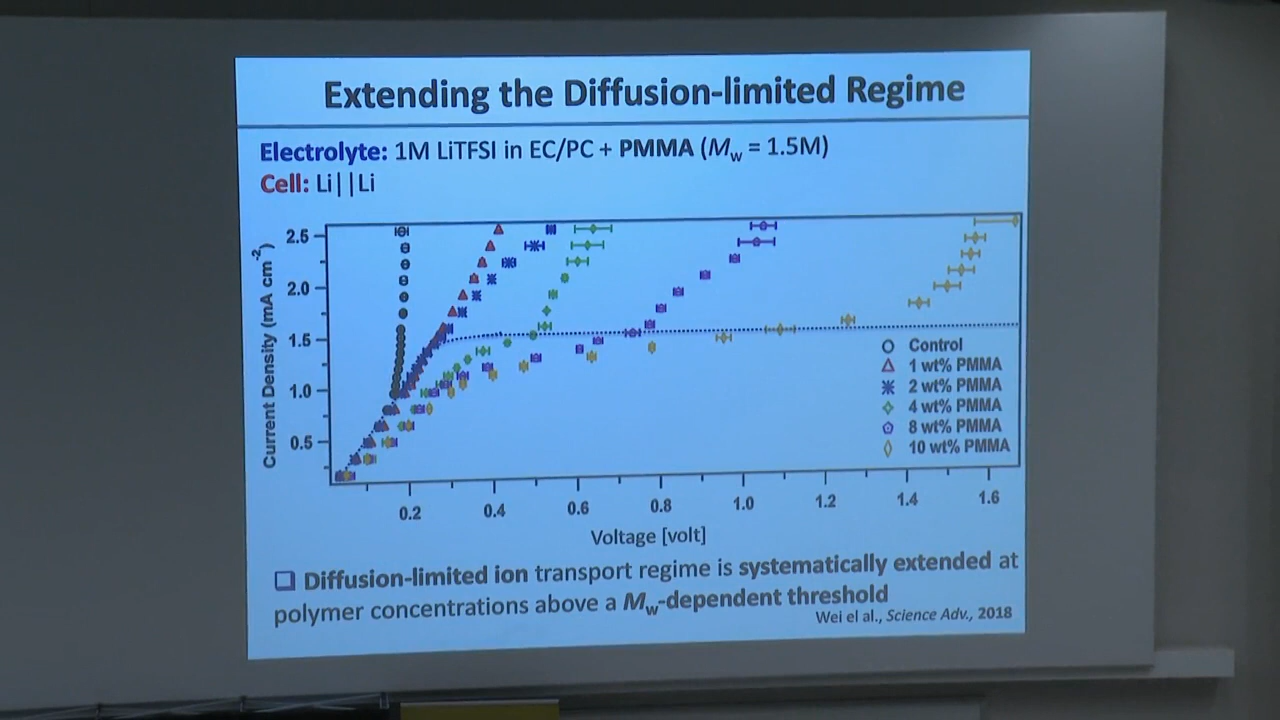 Extending the Diffusion-limited Regime
Electrolyte: 1M LiTFSI in EC/PC + PMMA (Mw = 1.5M)
Cell: Li||Li
Current Density (mA cm-2)
2.5
2.0
1.5
1.0
0.5
Control
1 wt% PMMA
2 wt% PMMA
4 wt% PMMA
8 wt% PMMA
10 wt% PMMA
0.2 0.4 0.6 0.8 1.0 1.2 1.4 1.6
Voltage [volt]
Diffusion-limited ion transport regime is systematically extended at
polymer concentrations above a Mw-dependent threshold
Wei el al., Science Adv., 2018